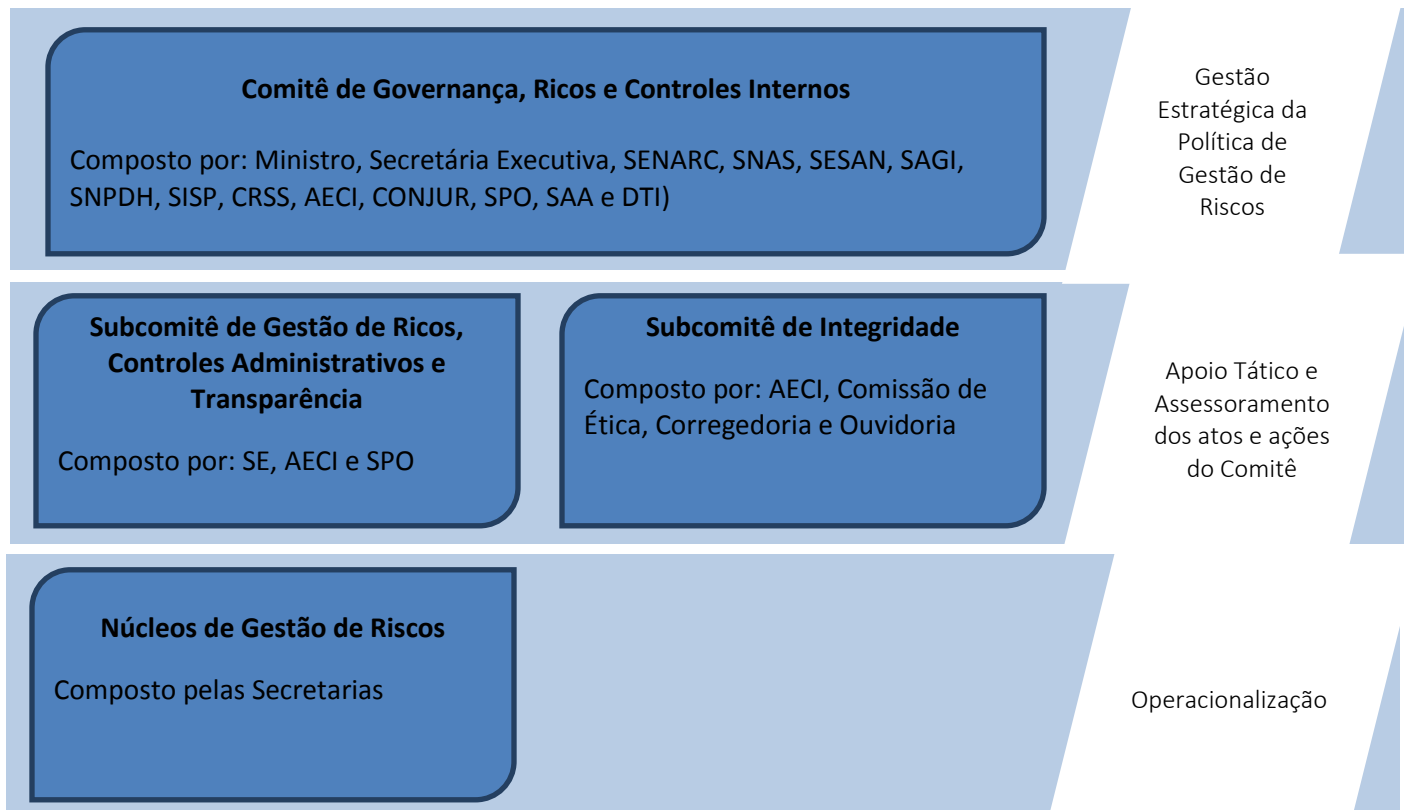 Comitê de Governança, Ricos e Controles Internos
Composto por: Ministro, Secretária Executiva, SENARC, SNAS, SESAN, SAGI,
SNPDH, SISP, CRSS, AECI, CONJUR, SPO, SAA e DTI)
Gestão
Estratégica da
Política de
Gestão de
Riscos
Subcomitê de Gestão de Ricos,
Controles Administrativos e
Transparência
Composto por: SE, AECI e SPO
Subcomitê de Integridade
Composto por: AECI, Comissão de
Ética, Corregedoria e Ouvidoria
Apoio Tático e
Assessoramento
dos atos e ações
do Comitê
Núcleos de Gestão de Riscos
Composto pelas Secretarias
Operacionalização